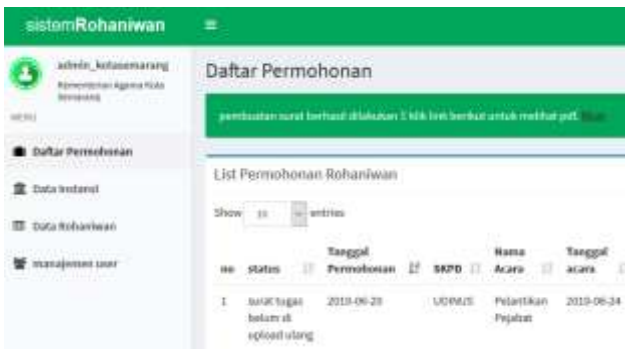 sistemRohaniwan
admin_kotasemarang
Kementerian Agama Kota
Semarang
MENU
Daftar Permohonan
Data Instansi
Data Rohaniwan
manajemen user
Daftar Permohonan
pembuatan surat berhasil dilakukan 1 klik link berikut untuk melihat pdf.
List Permohonan Rohaniwan
Show 10 entries
no status Tanggal Permohonan SKPD Nama Acara Tanggal acara
1 surat tugas belum di upload ulang 2019-06-20 UDINUS Pelantikan Pejabat 2019-06-24